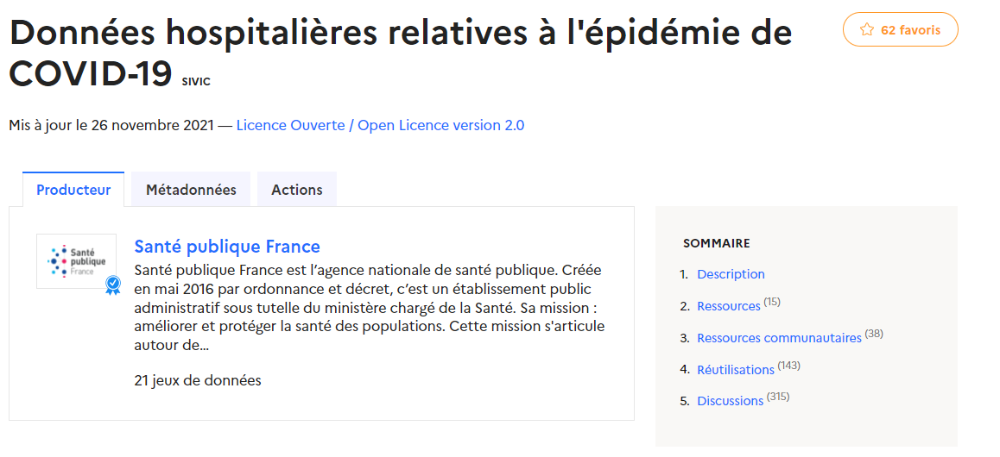 Données hospitalières relatives à l'épidémie de
COVID-19 SIVIC
62 favoris
Mis à jour le 26 novembre 2021 — Licence Ouverte / Open Licence version 2.0
Producteur
Métadonnées
Actions
Santé
publique
France
Santé publique France
Santé publique France est l’agence nationale de santé publique. Créée
en mai 2016 par ordonnance et décret, c’est un établissement public
administratif sous tutelle du ministère chargé de la Santé. Sa mission :
améliorer et protéger la santé des populations. Cette mission s'articule
autour de…
21 jeux de données
SOMMAIRE
1. Description
2. Ressources (15)
3. Ressources communautaires (38)
4. Réutilisations (143)
5. Discussions (315)